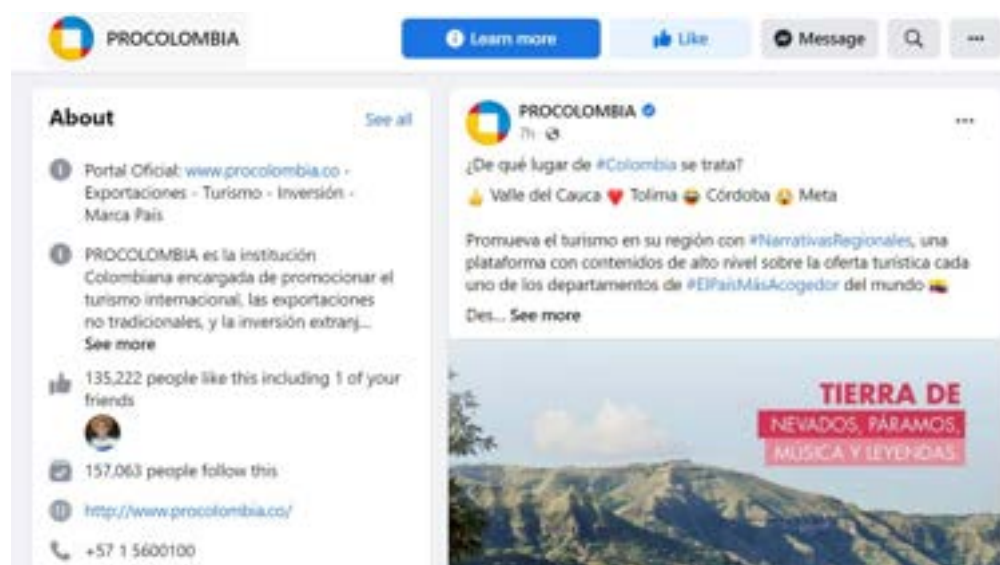 PROCOLOMBIA
Learn more
Like
Message
About
See all
Portal Oficial: www.procolombia.co -
Exportaciones - Turismo - Inversión -
Marca País
PROCOLOMBIA es la institución
Colombiana encargada de promocionar el
turismo internacional, las exportaciones
no tradicionales, y la inversión extranj...
See more
135,222 people like this including 1 of your
friends
157,063 people follow this
http://www.procolombia.co/
+57 1 5600100
PROCOLOMBIA
7h
¿De qué lugar de #Colombia se trata?
Valle del Cauca Tolima Córdoba Meta
Promueva el turismo en su región con #NarrativasRegionales, una
plataforma con contenidos de alto nivel sobre la oferta turística cada
uno de los departamentos de #ElPaísMásAcogedor del mundo
Des... See more
TIERRA DE
NEVADOS, PÁRAMOS,
MÚSICA Y LEYENDAS